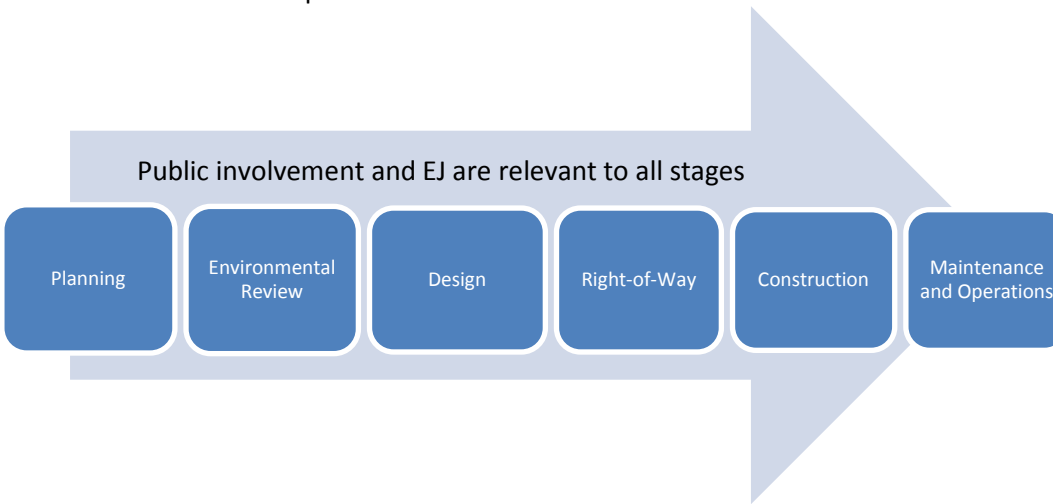 Public involvement and EJ are relevant to all stages
Planning
Environmental
Review
Design
Right-of-Way
Construction
Maintenance
and Operations